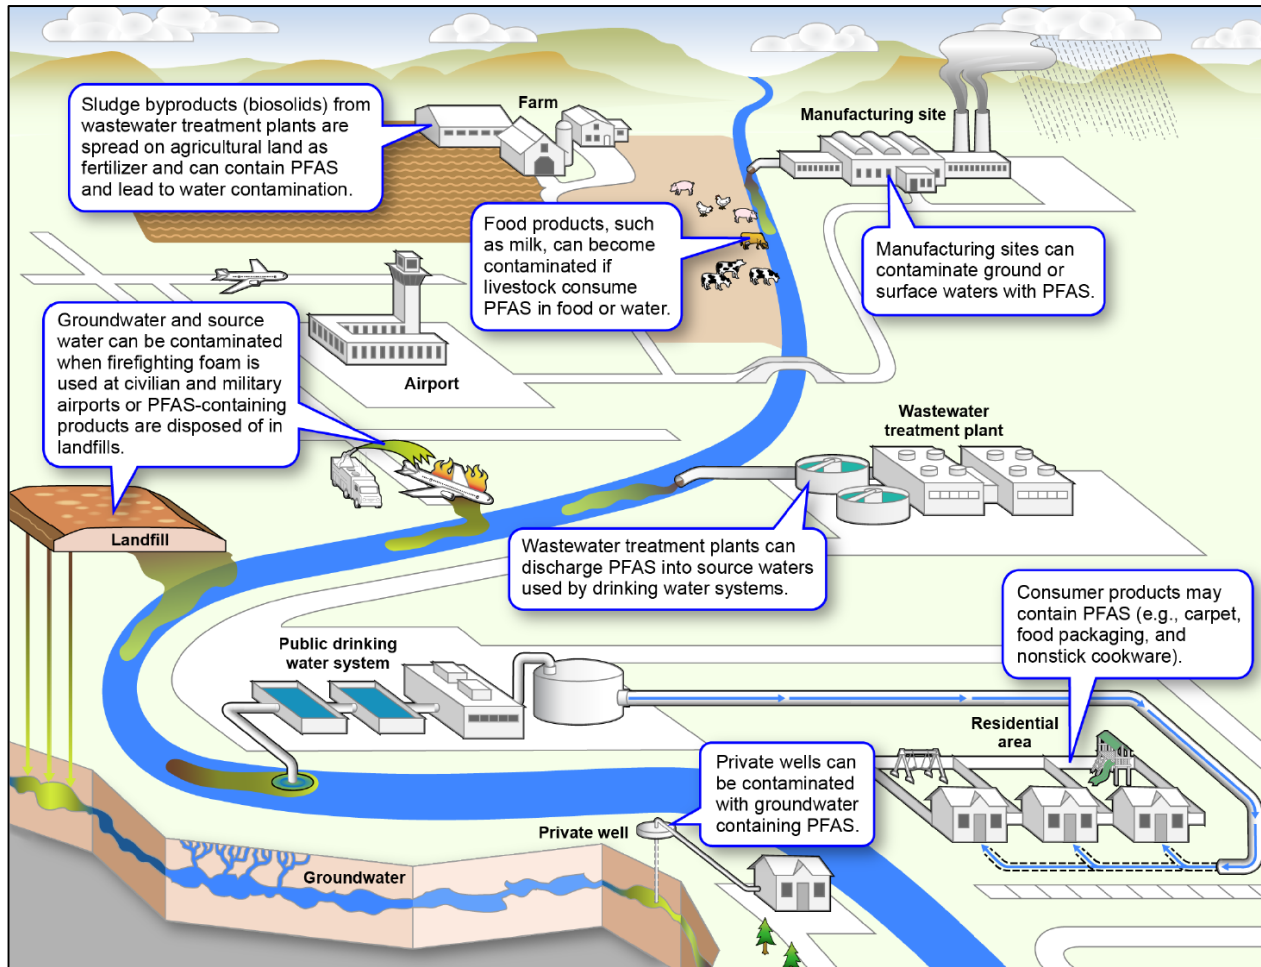 Sludge byproducts (biosolids) from
wastewater treatment plants are
spread on agricultural land as
fertilizer and can contain PFAS
and lead to water contamination.
Farm
Manufacturing site
Food products, such
as milk, can become
contaminated if
livestock consume
PFAS in food or water.
Manufacturing sites can
contaminate ground or
surface waters with PFAS.
Groundwater and source
water can be contaminated
when firefighting foam is
used at civilian and military
airports or PFAS-containing
products are disposed of in
landfills.
Airport
Wastewater
treatment plant
Landfill
Wastewater treatment plants can
discharge PFAS into source waters
used by drinking water systems.
Consumer products may
contain PFAS (e.g., carpet,
food packaging, and
nonstick cookware).
Public drinking
water system
Residential
area
Private wells can
be contaminated
with groundwater
containing PFAS.
Private well
Groundwater